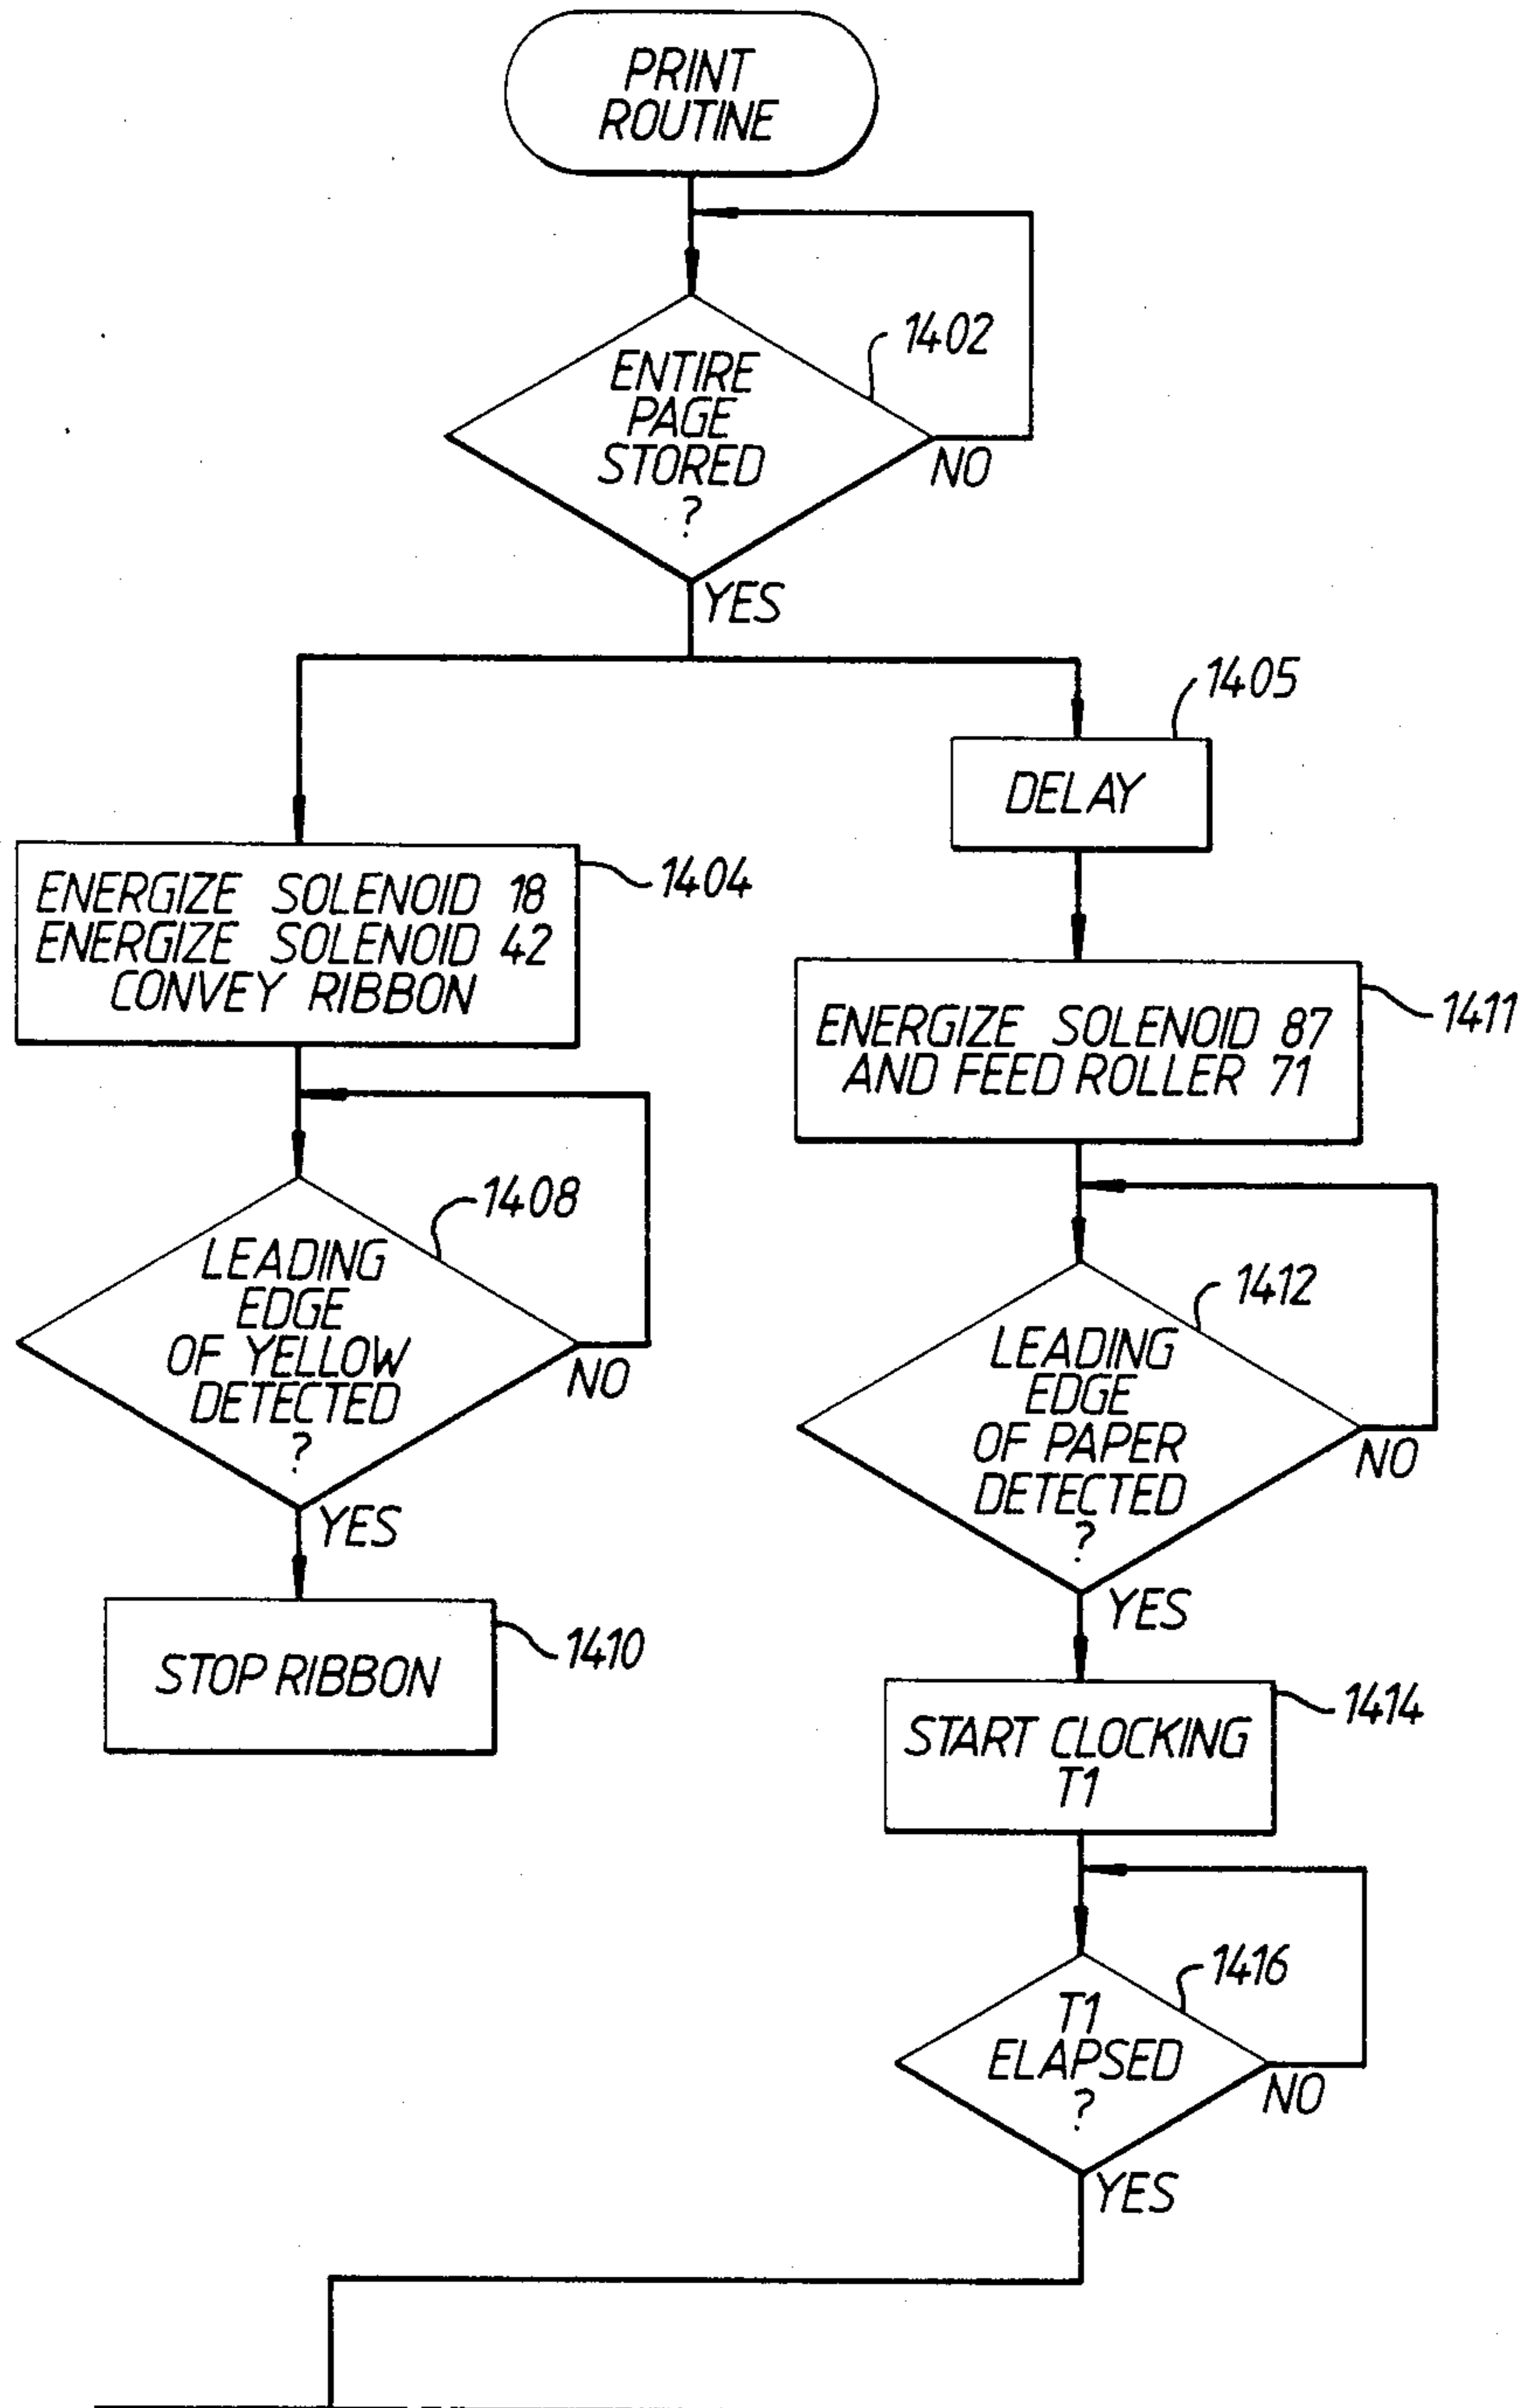 PRINT
ROUTINE
1402
ENTIRE
PAGE
STORED
?
NO
YES
1405
DELAY
1404
ENERGIZE SOLENOID 18
ENERGIZE SOLENOID 42
CONVEY RIBBON
1411
ENERGIZE SOLENOID 87
AND FEED ROLLER 71
1408
LEADING
EDGE
OF YELLOW
DETECTED
?
NO
YES
1412
LEADING
EDGE
OF PAPER
DETECTED
?
NO
YES
1410
STOP RIBBON
1414
START CLOCKING
T1
1416
T1
ELAPSED
?
NO
YES